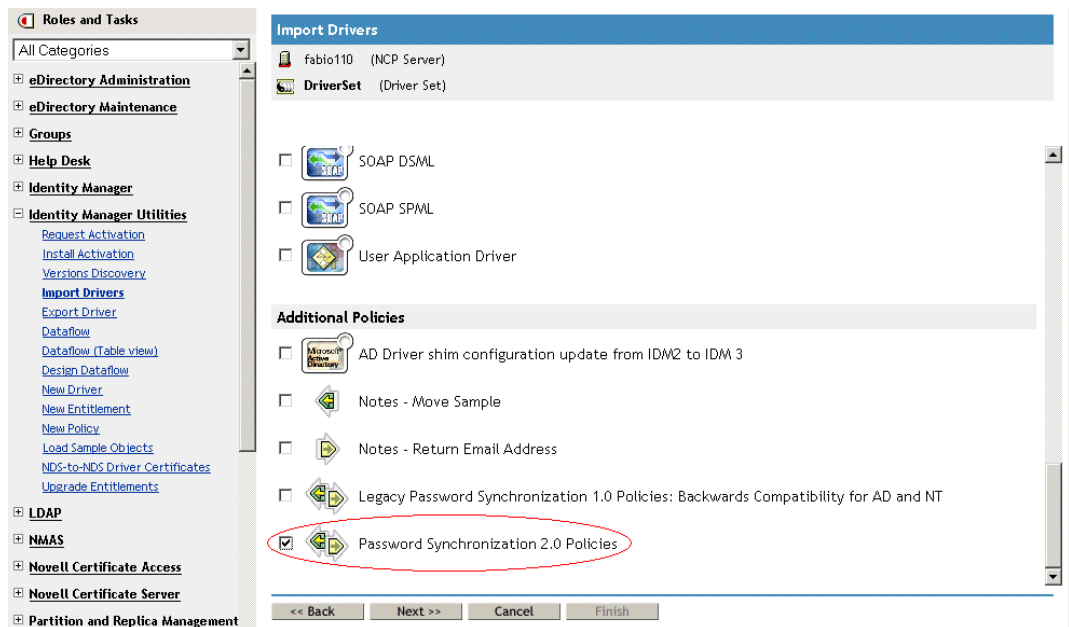 Roles and Tasks
All Categories
eDirectory Administration
eDirectory Maintenance
Groups
Help Desk
Identity Manager
Identity Manager Utilities
Request Activation
Install Activation
Versions Discovery
Import Drivers
Export Driver
Dataflow
Dataflow (Table view)
Design Dataflow
New Driver
New Entitlement
New Policy
Load Sample Objects
NDS-to-NDS Driver Certificates
Upgrade Entitlements
LDAP
NMAS
Novell Certificate Access
Novell Certificate Server
Partition and Replica Management
Import Drivers
fabio110 (NCP Server)
DriverSet (Driver Set)
SOAP
SOAP DSML
SOAP
SOAP SPML
User Application Driver
Additional Policies
Microsoft
Active
Directory
AD Driver shim configuration update from IDM2 to IDM 3
Notes - Move Sample
Notes - Return Email Address
Legacy Password Synchronization 1.0 Policies: Backwards Compatibility for AD and NT
Password Synchronization 2.0 Policies
<< Back Next >> Cancel Finish